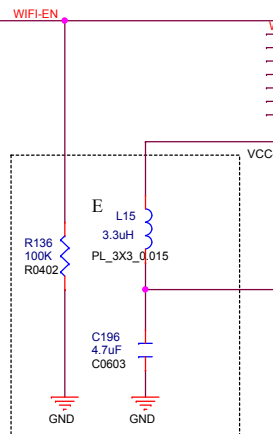 WIFI-EN
VCC
E
L15
3.3uH
PL_3X3_0.015
R136
100K
R0402
C196
4.7uF
C0603
GND
GND